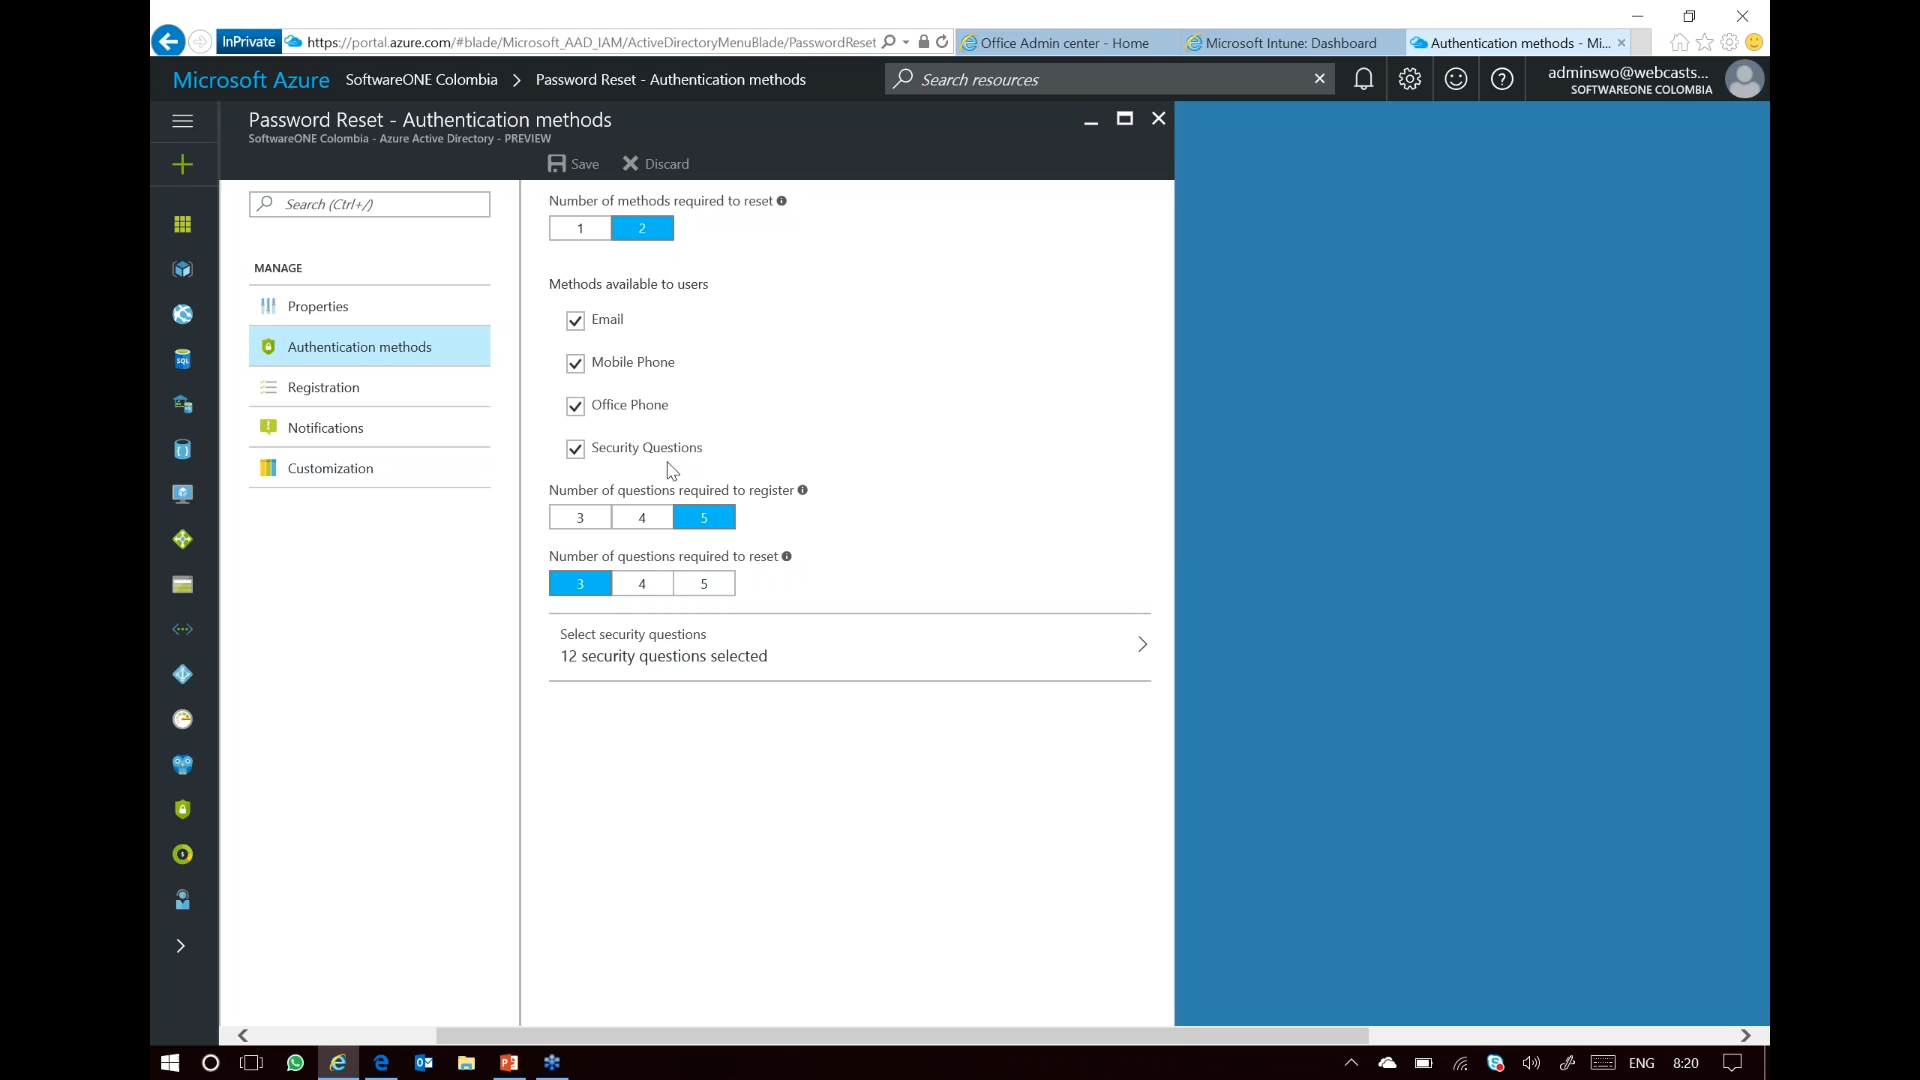 InPrivate
https://portal.azure.com/#blade/Microsoft_AAD_IAM/ActiveDirectoryMenuBlade/PasswordReset
Office Admin center - Home
Microsoft Intune: Dashboard
Authentication methods - Mi...
Microsoft Azure
SoftwareONE Colombia
Password Reset - Authentication methods
Search resources
adminswo@webcasts...
SOFTWAREONE COLOMBIA
Password Reset - Authentication methods
SoftwareONE Colombia - Azure Active Directory - PREVIEW
Save
Discard
Search (Ctrl+/)
MANAGE
Properties
Authentication methods
Registration
Notifications
Customization
Number of methods required to reset
1 2
Methods available to users
Email
Mobile Phone
Office Phone
Security Questions
Number of questions required to register
3 4 5
Number of questions required to reset
3 4 5
Select security questions
12 security questions selected
SQL
ENG
8:20